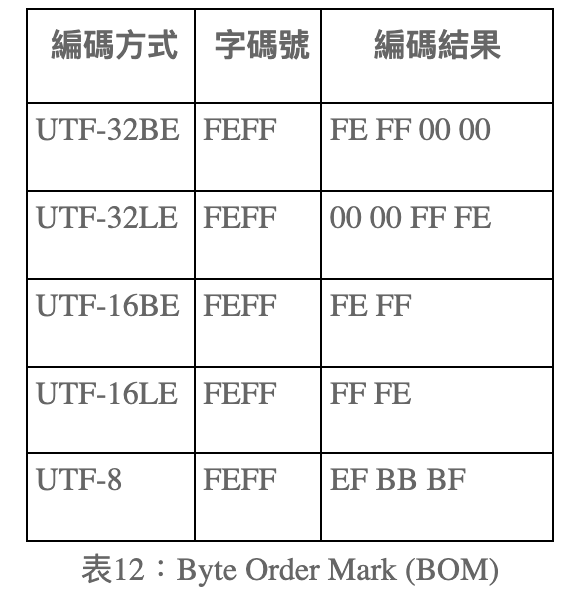 編碼方式 字碼號 編碼結果
UTF-32BE FEFF FE FF 00 00
UTF-32LE FEFF 00 00 FF FE
UTF-16BE FEFF FE FF
UTF-16LE FEFF FF FE
UTF-8 FEFF EF BB BF
表12：Byte Order Mark (BOM)